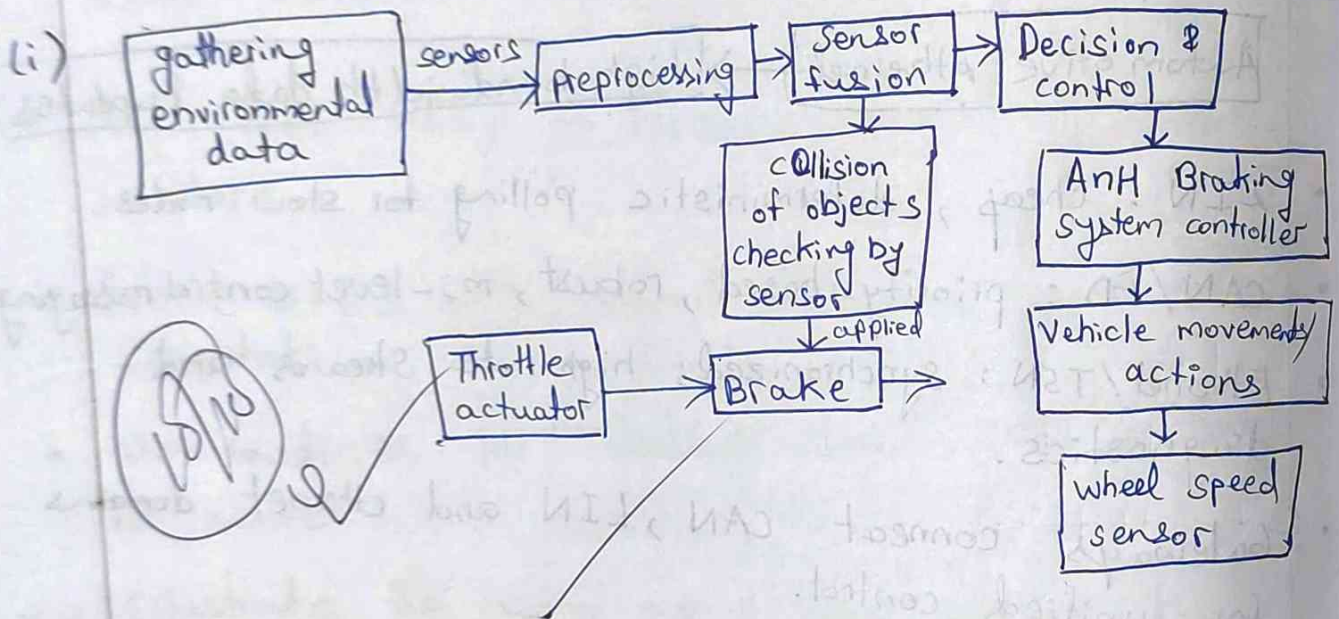 (i)
gathering
environmental
data
sensors
preprocessing
Sensor
fusion
Decision &
control
collision
of objects
checking by
sensor
applied
AnH Braking
system controller
Throttle
actuator
Brake
Vehicle movements/
actions
wheel speed
sensor